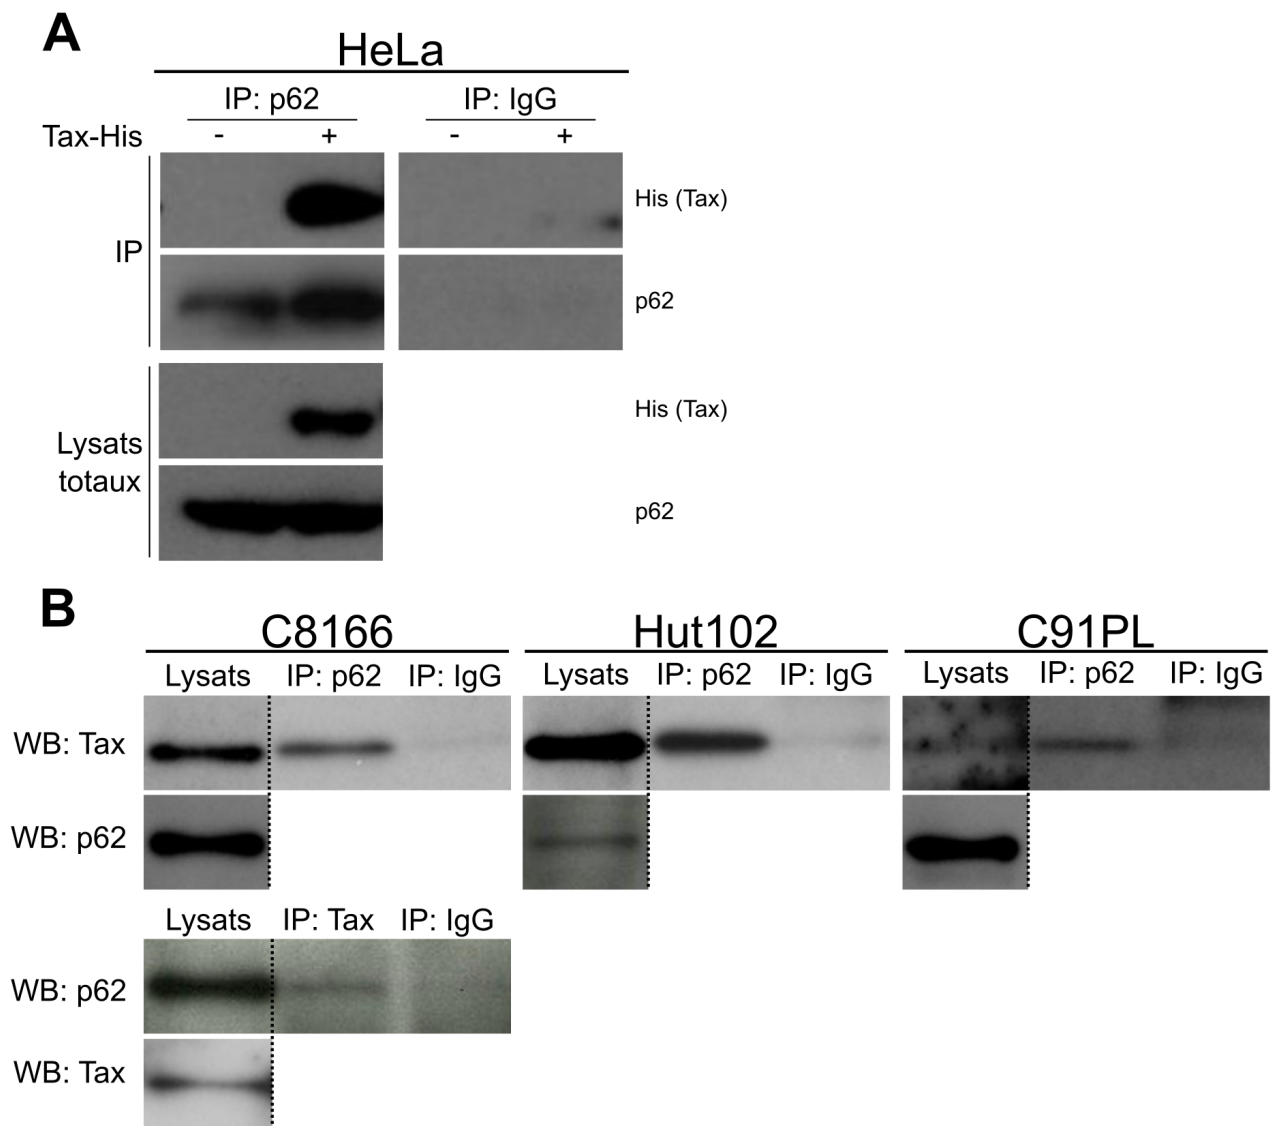 A
HeLa
IP: p62 IP: IgG
Tax-His - + - +
IP
His (Tax)
p62
Lysats
totaux
His (Tax)
p62
B
C8166 Hut102 C91PL
Lysats IP: p62 IP: IgG Lysats IP: p62 IP: IgG Lysats IP: p62 IP: IgG
WB: Tax
WB: p62
Lysats IP: Tax IP: IgG
WB: p62
WB: Tax